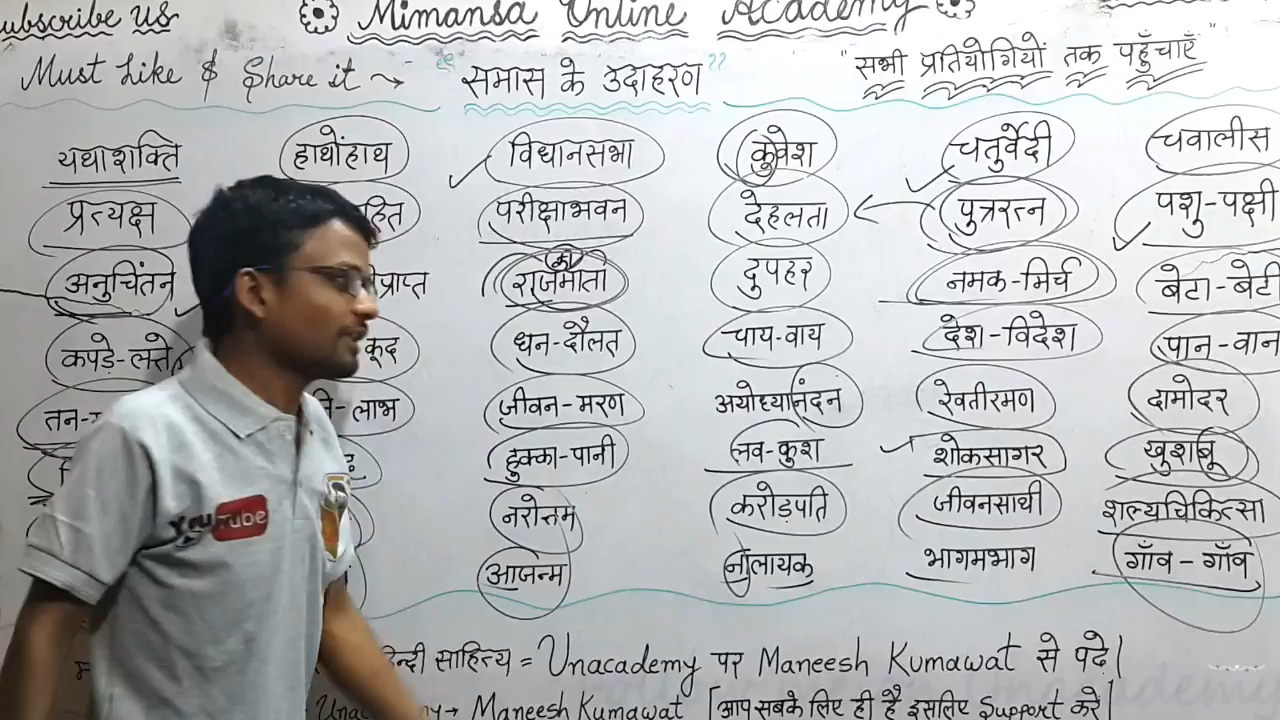 ubscribe us Mimansa Online Academy
Must Like & Share it → "समास के उदाहरण" "सभी प्रतियोगियों तक पहुँचाएँ"
यथाशक्ति हाथोंहाथ विधानसभा कुवेश चतुर्वेदी चवालीस
प्रत्यक्ष हित परीक्षाभवन देहलता पुत्ररत्न पशु-पक्षी
अनुचिंतन प्राप्त राजमाता का दुपहर नमक-मिर्च बेटा-बेटी
कपड़े-लत्ते कूद धन-दौलत चाय-वाय देश-विदेश पान-वान
तन- लाभ जीवन-मरण अयोध्यानंदन रेवतीरमण दामोदर
हुक्का-पानी लव-कुश शोकसागर खुशबू
नरोत्तम करोड़पति जीवनसाथी शल्यचिकित्सा
आजन्म नालायक भागमभाग गाँव-गाँव
YouTube
हिन्दी साहित्य = Unacademy पर Maneesh Kumawat से पढे|
Maneesh Kumawat [आप सबके लिए ही है इसलिए Support करे|